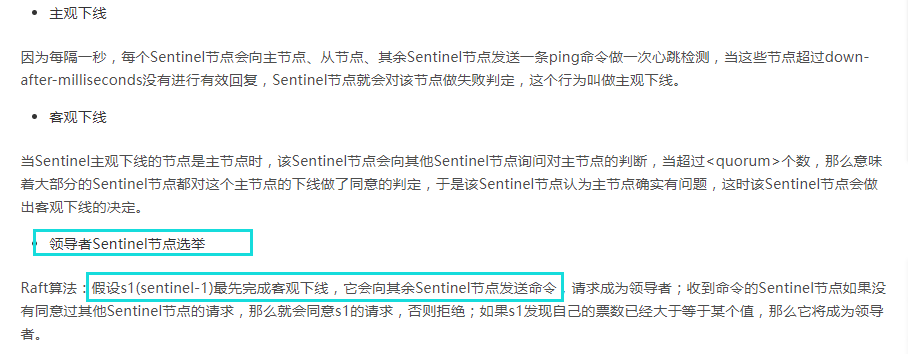 • 主观下线
因为每隔一秒，每个Sentinel节点会向主节点、从节点、其余Sentinel节点发送一条ping命令做一次心跳检测，当这些节点超过down-
after-milliseconds没有进行有效回复，Sentinel节点就会对该节点做失败判定，这个行为叫做主观下线。
• 客观下线
当Sentinel主观下线的节点是主节点时，该Sentinel节点会向其他Sentinel节点询问对主节点的判断，当超过<quorum>个数，那么意味
着大部分的Sentinel节点都对这个主节点的下线做了同意的判定，于是该Sentinel节点认为主节点确实有问题，这时该Sentinel节点会做
出客观下线的决定。
• 领导者Sentinel节点选举
Raft算法：假设s1(sentinel-1)最先完成客观下线，它会向其余Sentinel节点发送命令，请求成为领导者；收到命令的Sentinel节点如果没
有同意过其他Sentinel节点的请求，那么就会同意s1的请求，否则拒绝；如果s1发现自己的票数已经大于等于某个值，那么它将成为领导
者。